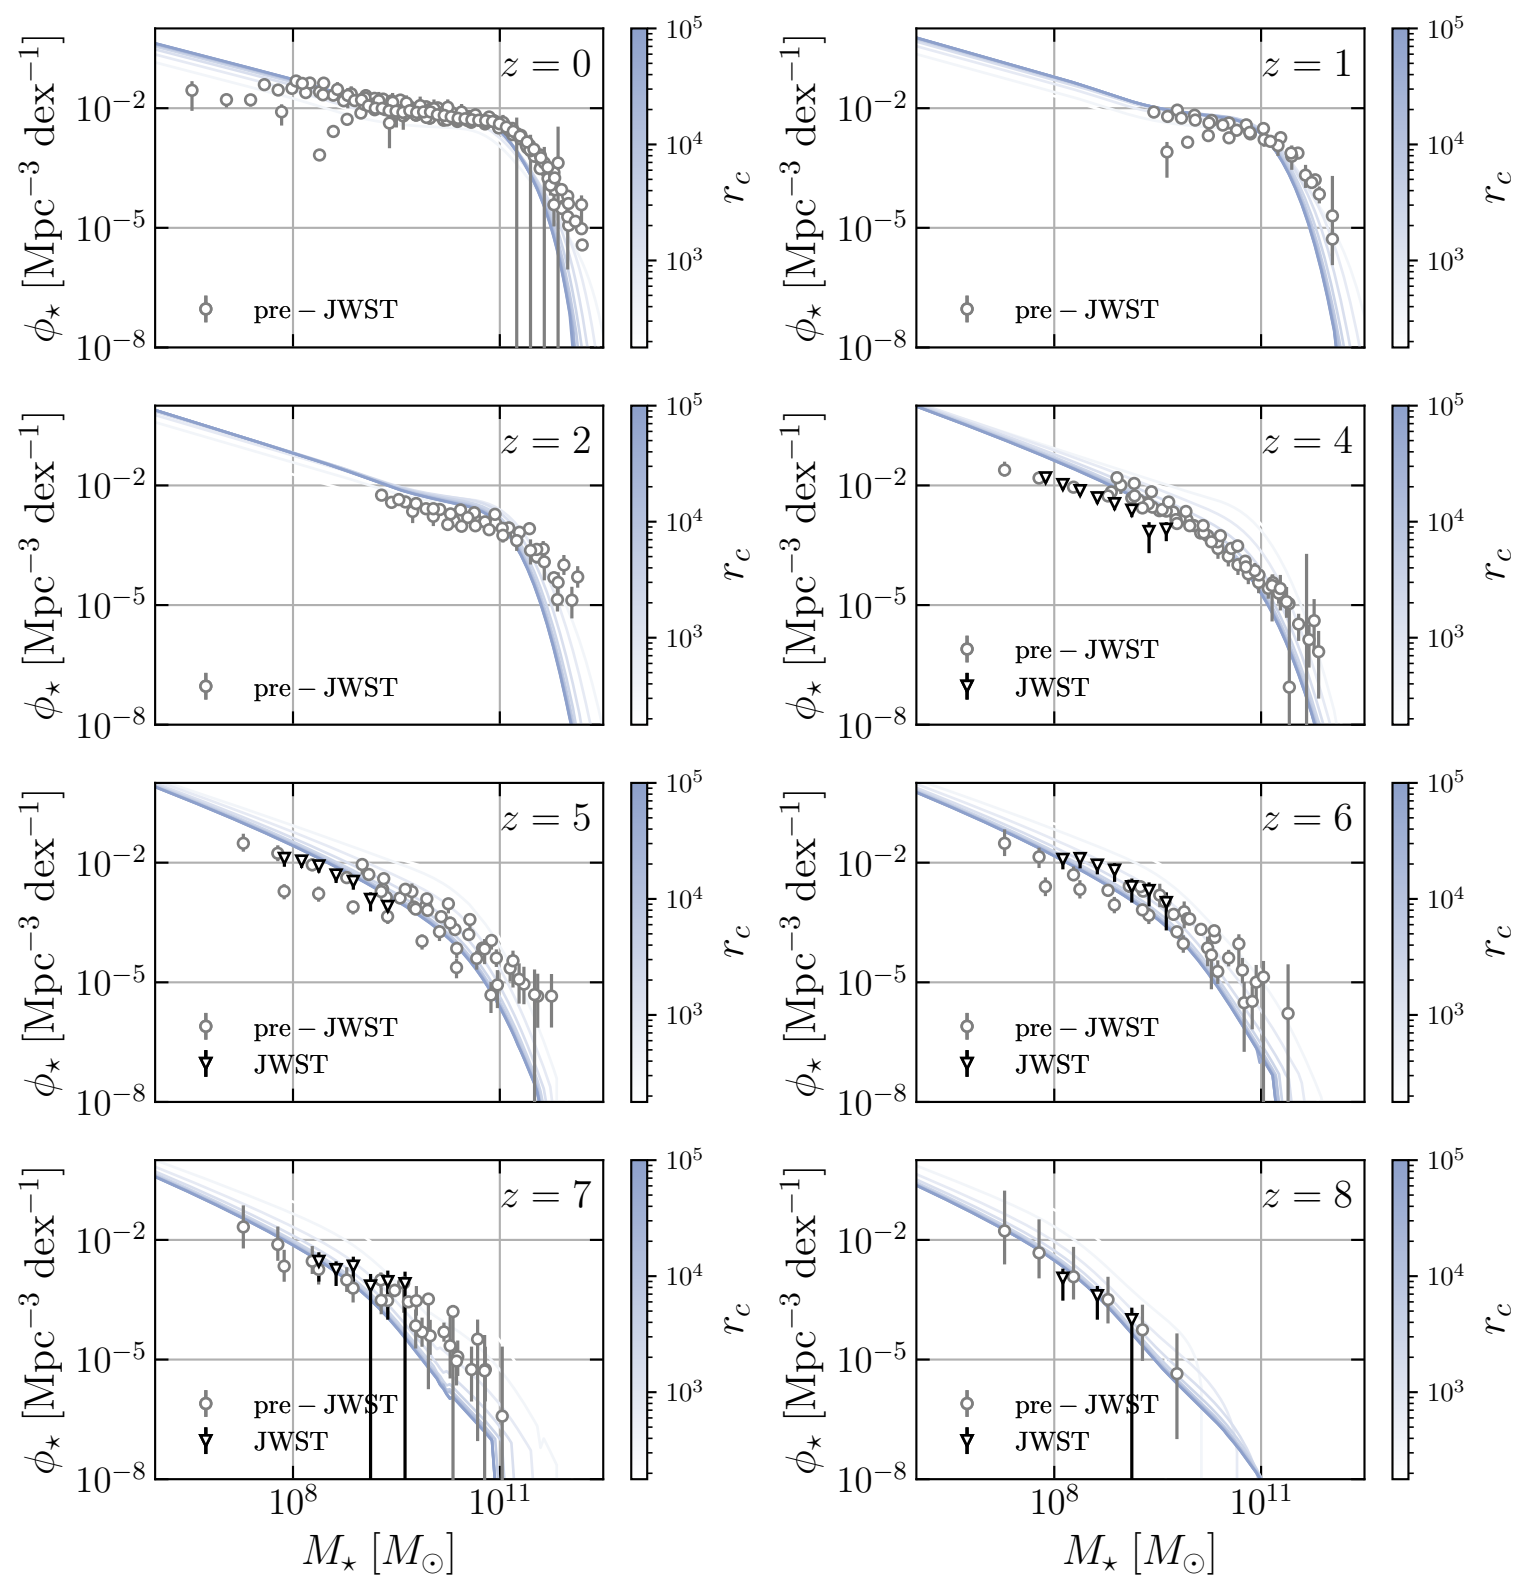 z = 0
ϕ⋆ [Mpc⁻³ dex⁻¹]
10⁻²
10⁻⁵
10⁻⁸
pre − JWST
10⁵
10⁴
10³
r_c
z = 1
ϕ⋆ [Mpc⁻³ dex⁻¹]
10⁻²
10⁻⁵
10⁻⁸
pre − JWST
10⁵
10⁴
10³
r_c
z = 2
ϕ⋆ [Mpc⁻³ dex⁻¹]
10⁻²
10⁻⁵
10⁻⁸
pre − JWST
10⁵
10⁴
10³
r_c
z = 4
ϕ⋆ [Mpc⁻³ dex⁻¹]
10⁻²
10⁻⁵
10⁻⁸
pre − JWST
JWST
10⁵
10⁴
10³
r_c
z = 5
ϕ⋆ [Mpc⁻³ dex⁻¹]
10⁻²
10⁻⁵
10⁻⁸
pre − JWST
JWST
10⁵
10⁴
10³
r_c
z = 6
ϕ⋆ [Mpc⁻³ dex⁻¹]
10⁻²
10⁻⁵
10⁻⁸
pre − JWST
JWST
10⁵
10⁴
10³
r_c
z = 7
ϕ⋆ [Mpc⁻³ dex⁻¹]
10⁻²
10⁻⁵
10⁻⁸
pre − JWST
JWST
10⁸ 10¹¹
M⋆ [M⊙]
10⁵
10⁴
10³
r_c
z = 8
ϕ⋆ [Mpc⁻³ dex⁻¹]
10⁻²
10⁻⁵
10⁻⁸
pre − JWST
JWST
10⁸ 10¹¹
M⋆ [M⊙]
10⁵
10⁴
10³
r_c